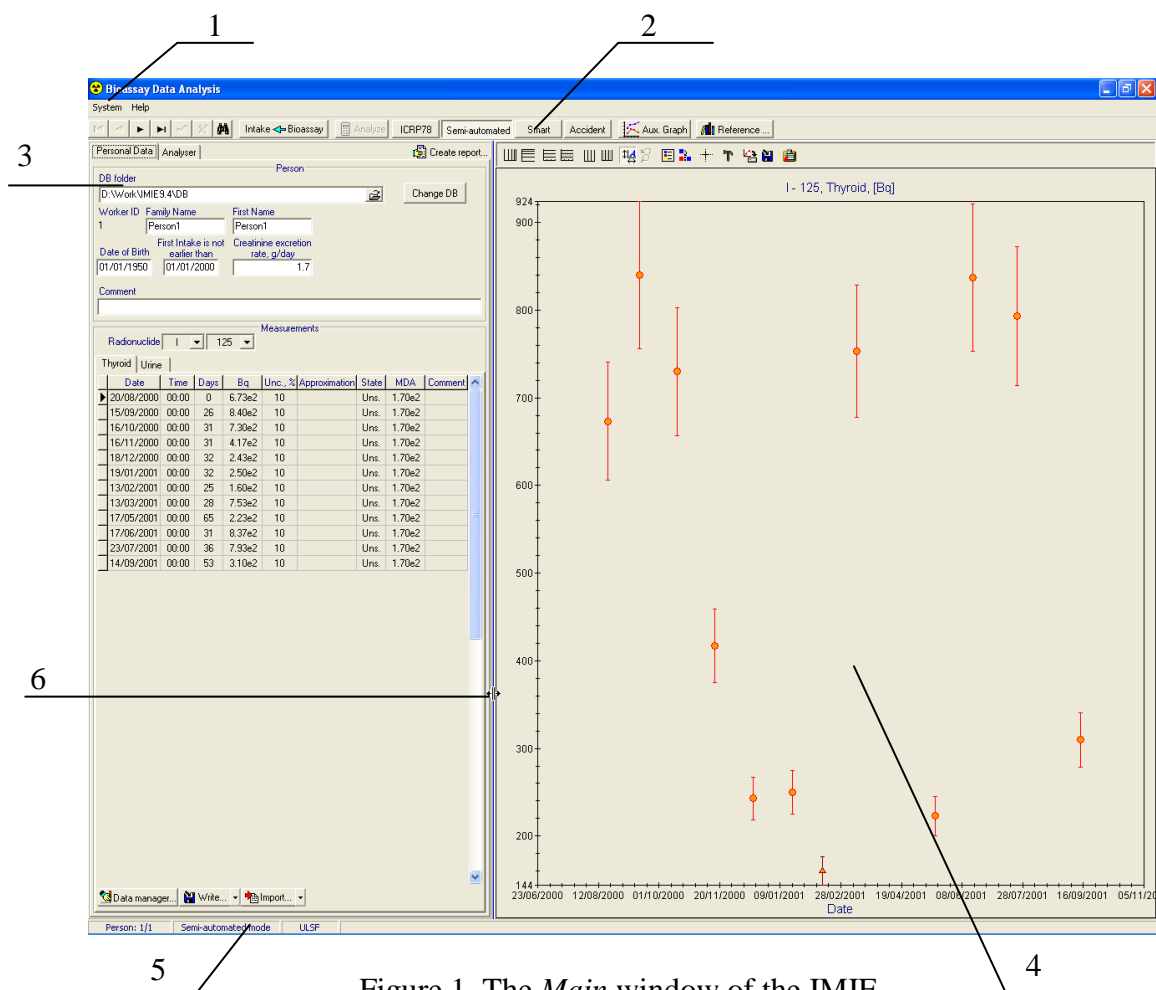 1
2
Bioassay Data Analysis
System Help
Intake Bioassay Analyze ICRP78 Semi-automated Smart Accident Aux. Graph Reference ...
3
Personal Data Analyser Create report...
Person
DB folder
D:\Work\IMIE9.4\DB Change DB
Worker ID Family Name First Name
1 Person1 Person1
Date of Birth First Intake is not earlier than Creatinine excretion rate, g/day
01/01/1950 01/01/2000 1.7
Comment
Measurements
Radionuclide I 125
Thyroid Urine
Date Time Days Bq Unc., % Approximation State MDA Comment
20/08/2000 00:00 0 6.73e2 10 Uns. 1.70e2
15/09/2000 00:00 26 8.40e2 10 Uns. 1.70e2
16/10/2000 00:00 31 7.30e2 10 Uns. 1.70e2
16/11/2000 00:00 31 4.17e2 10 Uns. 1.70e2
18/12/2000 00:00 32 2.43e2 10 Uns. 1.70e2
19/01/2001 00:00 32 2.50e2 10 Uns. 1.70e2
13/02/2001 00:00 25 1.60e2 10 Uns. 1.70e2
13/03/2001 00:00 28 7.53e2 10 Uns. 1.70e2
17/05/2001 00:00 65 2.23e2 10 Uns. 1.70e2
17/06/2001 00:00 31 8.37e2 10 Uns. 1.70e2
23/07/2001 00:00 36 7.93e2 10 Uns. 1.70e2
14/09/2001 00:00 53 3.10e2 10 Uns. 1.70e2
6
Data manager... Write... Import...
Person: 1/1 Semi-automated mode ULSF
I - 125, Thyroid, [Bq]
924
900
800
700
600
500
400
300
200
144
23/06/2000 12/08/2000 01/10/2000 20/11/2000 09/01/2001 28/02/2001 19/04/2001 08/06/2001 28/07/2001 16/09/2001 05/11/20
Date
5
4
Figure 1. The Main window of the IMIE